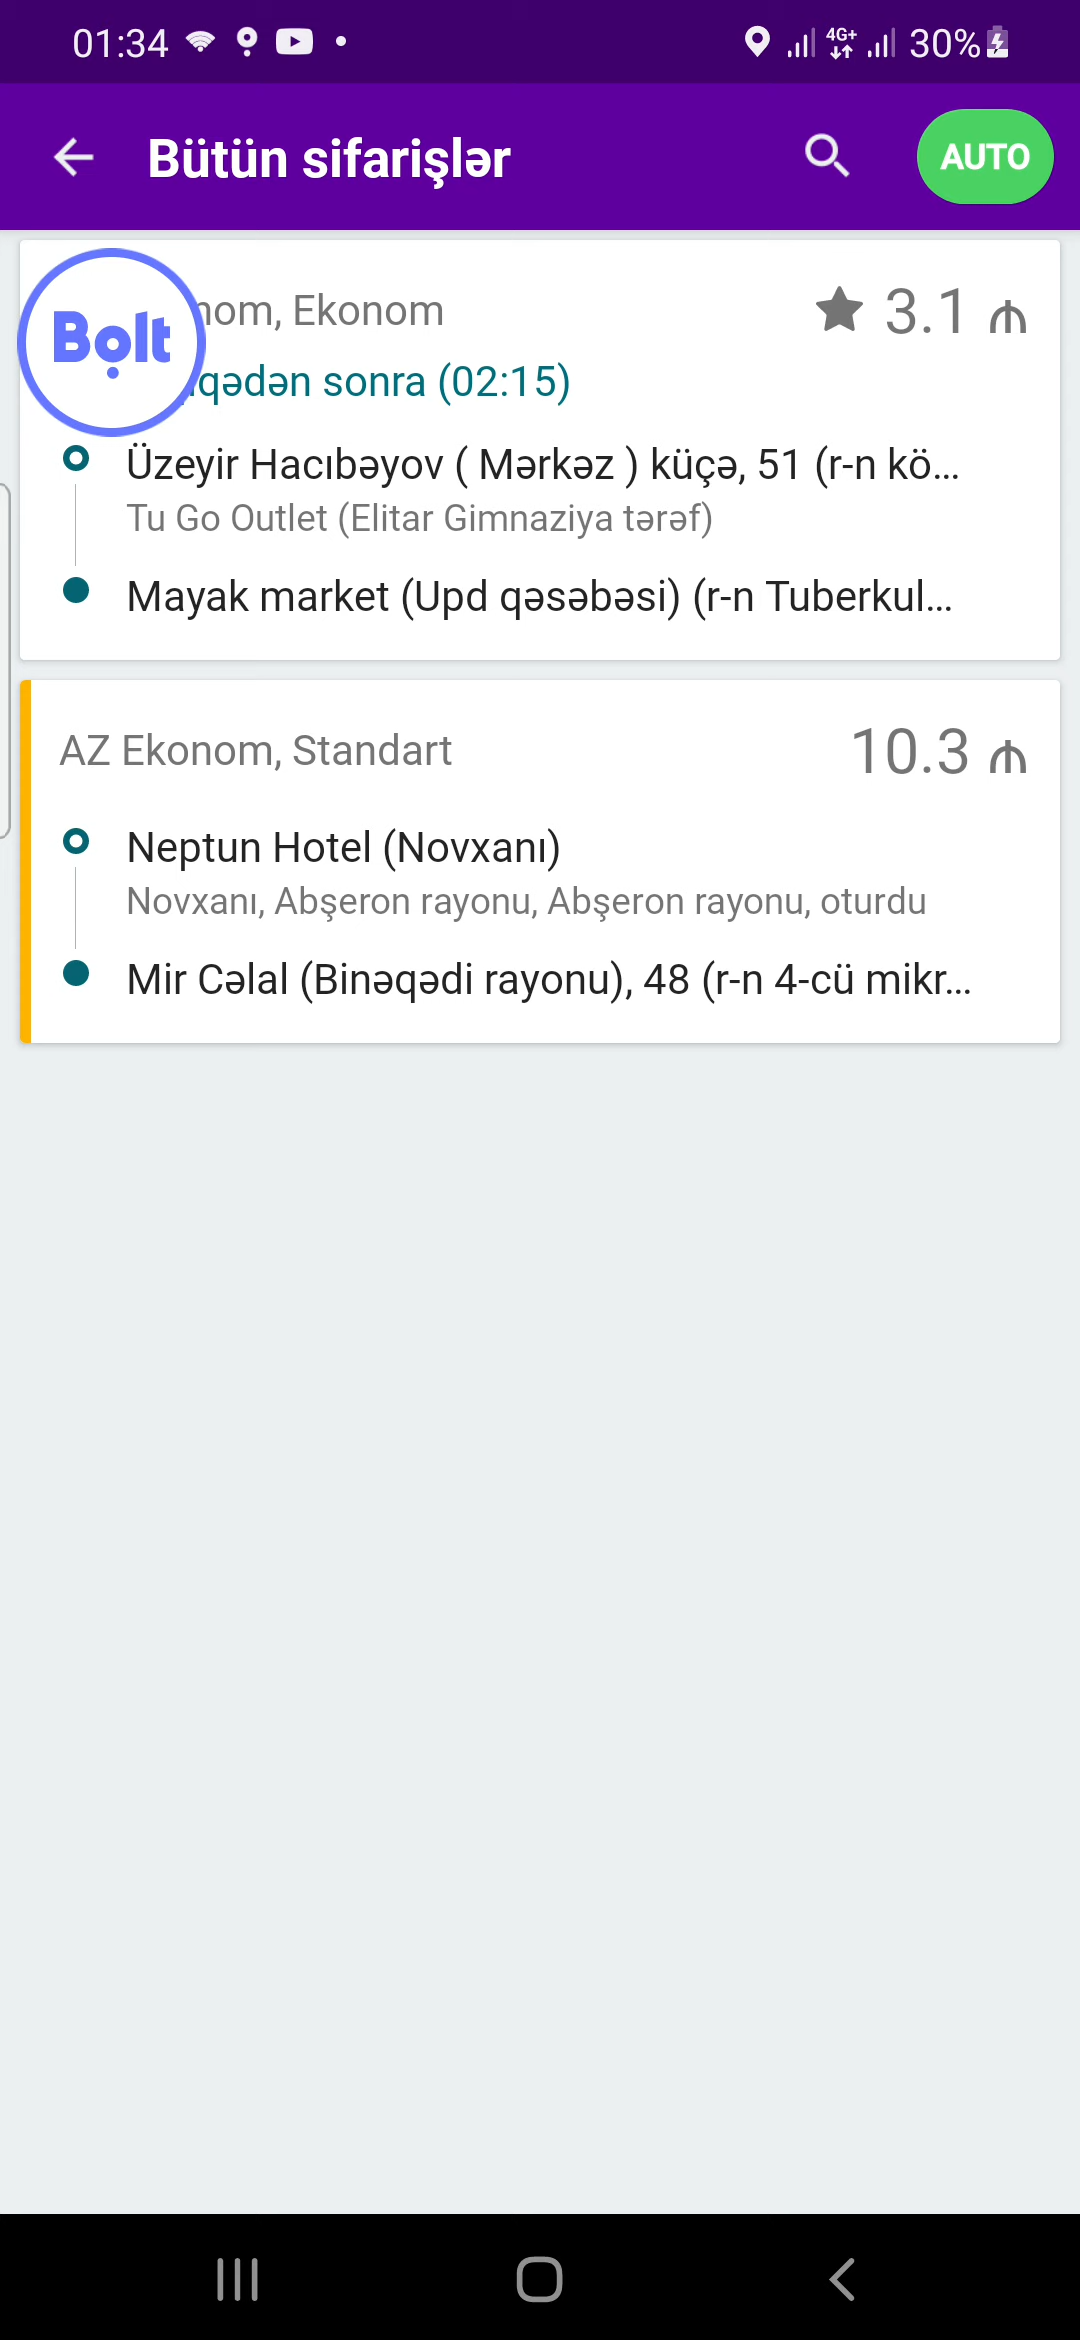 01:34
4G+
30%
Bütün sifarişlər
AUTO
Bolt
Ekonom
3.1 ₼
sonra (02:15)
Üzeyir Hacıbəyov ( Mərkəz ) küçə, 51 (r-n kö...
Tu Go Outlet (Elitar Gimnaziya tərəf)
Mayak market (Upd qəsəbəsi) (r-n Tuberkul...
AZ Ekonom, Standart
10.3 ₼
Neptun Hotel (Novxanı)
Novxanı, Abşeron rayonu, Abşeron rayonu, oturdu
Mir Cəlal (Binəqədi rayonu), 48 (r-n 4-cü mikr...